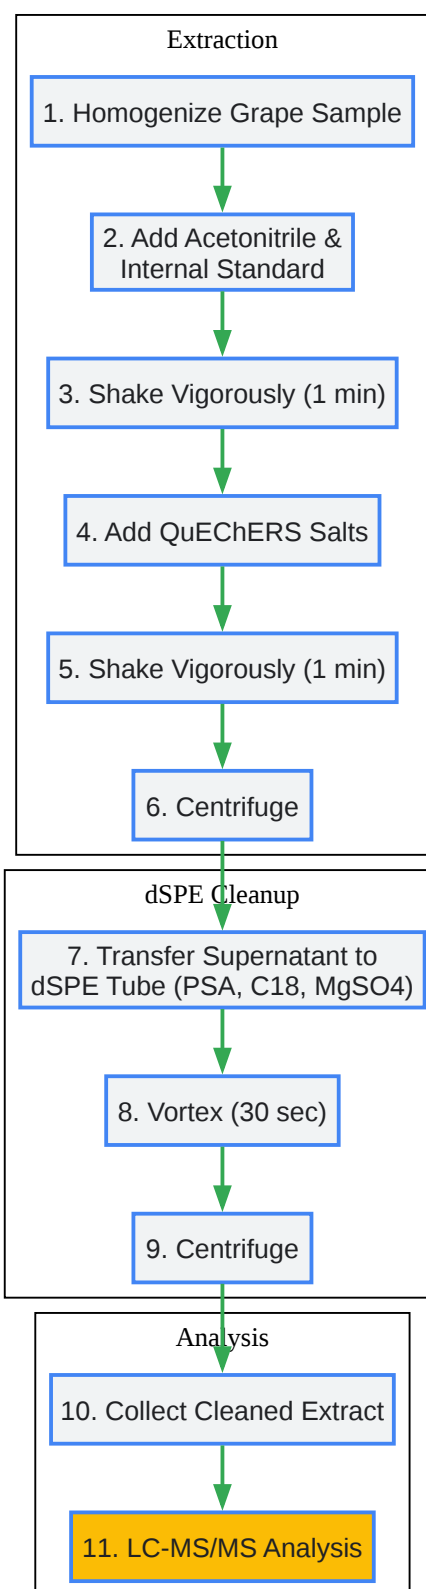 Extraction
1. Homogenize Grape Sample
2. Add Acetonitrile &
Internal Standard
3. Shake Vigorously (1 min)
4. Add QuEChERS Salts
5. Shake Vigorously (1 min)
6. Centrifuge
dSPE Cleanup
7. Transfer Supernatant to
dSPE Tube (PSA, C18, MgSO4)
8. Vortex (30 sec)
9. Centrifuge
Analysis
10. Collect Cleaned Extract
11. LC-MS/MS Analysis